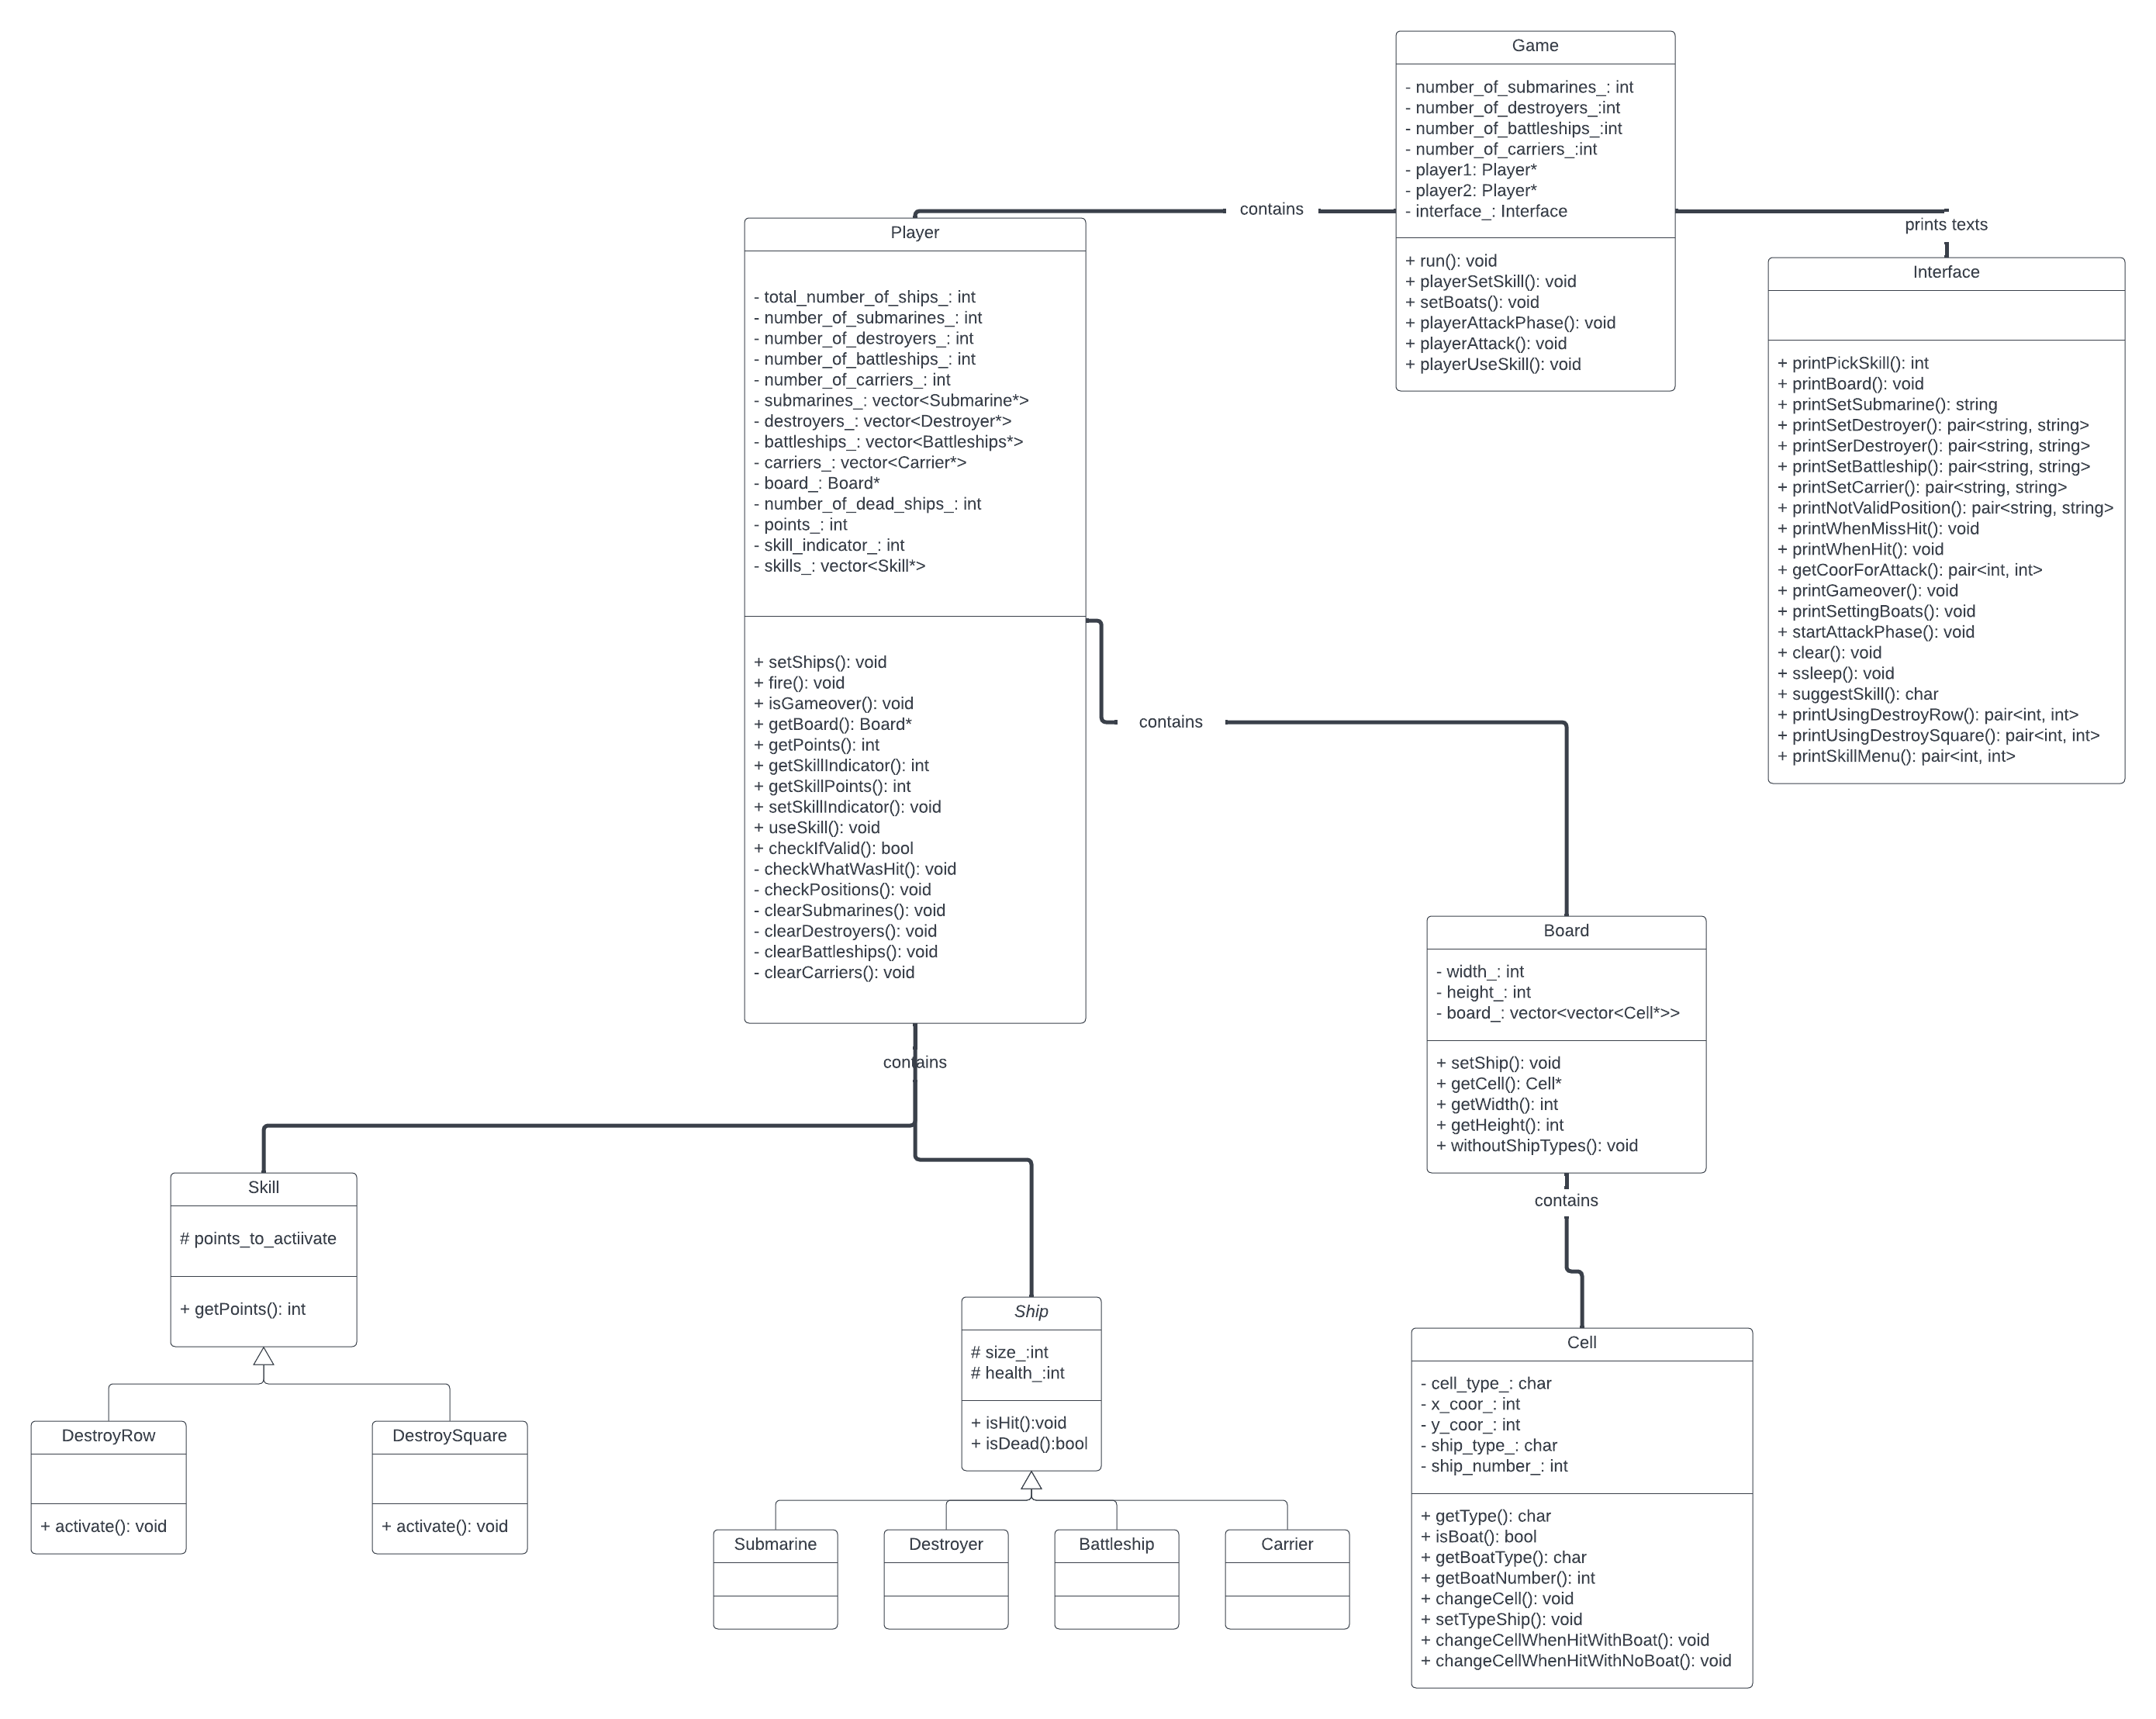 Game
- number_of_submarines_: int
- number_of_destroyers_:int
- number_of_battleships_:int
- number_of_carriers_:int
- player1: Player*
- player2: Player*
- interface_: Interface
+ run(): void
+ playerSetSkill(): void
+ setBoats(): void
+ playerAttackPhase(): void
+ playerAttack(): void
+ playerUseSkill(): void
contains
prints texts
Player
- total_number_of_ships_: int
- number_of_submarines_: int
- number_of_destroyers_: int
- number_of_battleships_: int
- number_of_carriers_: int
- submarines_: vector<Submarine*>
- destroyers_: vector<Destroyer*>
- battleships_: vector<Battleships*>
- carriers_: vector<Carrier*>
- board_: Board*
- number_of_dead_ships_: int
- points_: int
- skill_indicator_: int
- skills_: vector<Skill*>
+ setShips(): void
+ fire(): void
+ isGameover(): void
+ getBoard(): Board*
+ getPoints(): int
+ getSkillIndicator(): int
+ getSkillPoints(): int
+ setSkillIndicator(): void
+ useSkill(): void
+ checkIfValid(): bool
- checkWhatWasHit(): void
- checkPositions(): void
- clearSubmarines(): void
- clearDestroyers(): void
- clearBattleships(): void
- clearCarriers(): void
Interface
+ printPickSkill(): int
+ printBoard(): void
+ printSetSubmarine(): string
+ printSetDestroyer(): pair<string, string>
+ printSerDestroyer(): pair<string, string>
+ printSetBattleship(): pair<string, string>
+ printSetCarrier(): pair<string, string>
+ printNotValidPosition(): pair<string, string>
+ printWhenMissHit(): void
+ printWhenHit(): void
+ getCoorForAttack(): pair<int, int>
+ printGameover(): void
+ printSettingBoats(): void
+ startAttackPhase(): void
+ clear(): void
+ ssleep(): void
+ suggestSkill(): char
+ printUsingDestroyRow(): pair<int, int>
+ printUsingDestroySquare(): pair<int, int>
+ printSkillMenu(): pair<int, int>
contains
Board
- width_: int
- height_: int
- board_: vector<vector<Cell*>>
+ setShip(): void
+ getCell(): Cell*
+ getWidth(): int
+ getHeight(): int
+ withoutShipTypes(): void
contains
contains
Skill
# points_to_actiivate
+ getPoints(): int
DestroyRow
+ activate(): void
DestroySquare
+ activate(): void
Ship
# size_:int
# health_:int
+ isHit():void
+ isDead():bool
Submarine
Destroyer
Battleship
Carrier
Cell
- cell_type_: char
- x_coor_: int
- y_coor_: int
- ship_type_: char
- ship_number_: int
+ getType(): char
+ isBoat(): bool
+ getBoatType(): char
+ getBoatNumber(): int
+ changeCell(): void
+ setTypeShip(): void
+ changeCellWhenHitWithBoat(): void
+ changeCellWhenHitWithNoBoat(): void